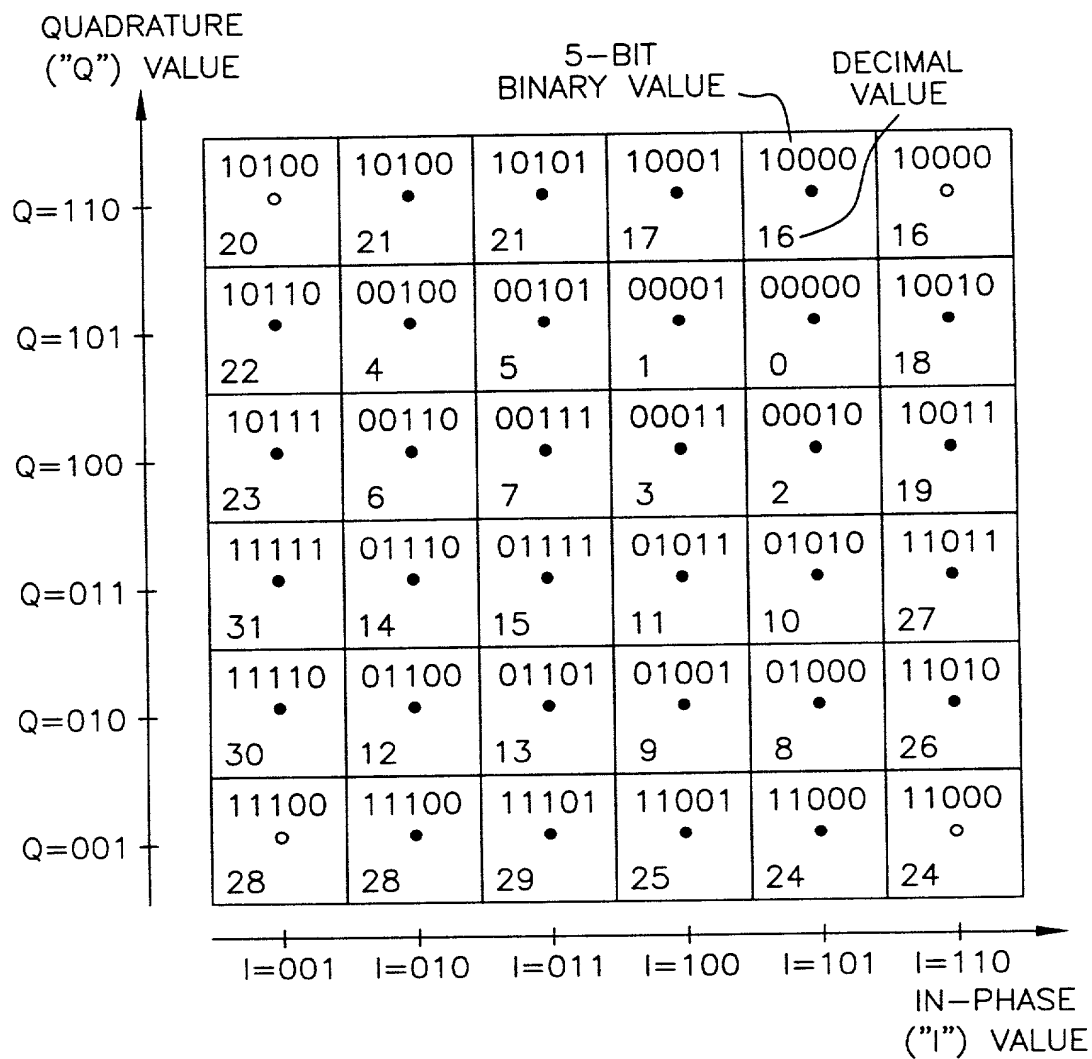 QUADRATURE
("Q") VALUE
5-BIT
BINARY VALUE
DECIMAL
VALUE
Q=110
10100 10100 10101 10001 10000 10000
20 21 21 17 16 16
Q=101
10110 00100 00101 00001 00000 10010
22 4 5 1 0 18
Q=100
10111 00110 00111 00011 00010 10011
23 6 7 3 2 19
Q=011
11111 01110 01111 01011 01010 11011
31 14 15 11 10 27
Q=010
11110 01100 01101 01001 01000 11010
30 12 13 9 8 26
Q=001
11100 11100 11101 11001 11000 11000
28 28 29 25 24 24
I=001 I=010 I=011 I=100 I=101 I=110
IN-PHASE
("I") VALUE